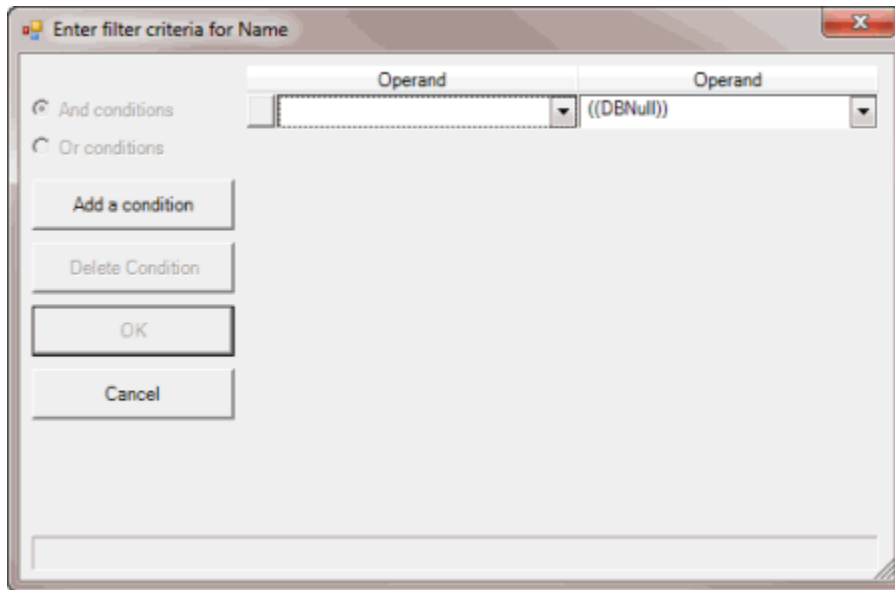 Enter filter criteria for Name
Operand Operand
And conditions ((DBNull))
Or conditions
Add a condition
Delete Condition
OK
Cancel